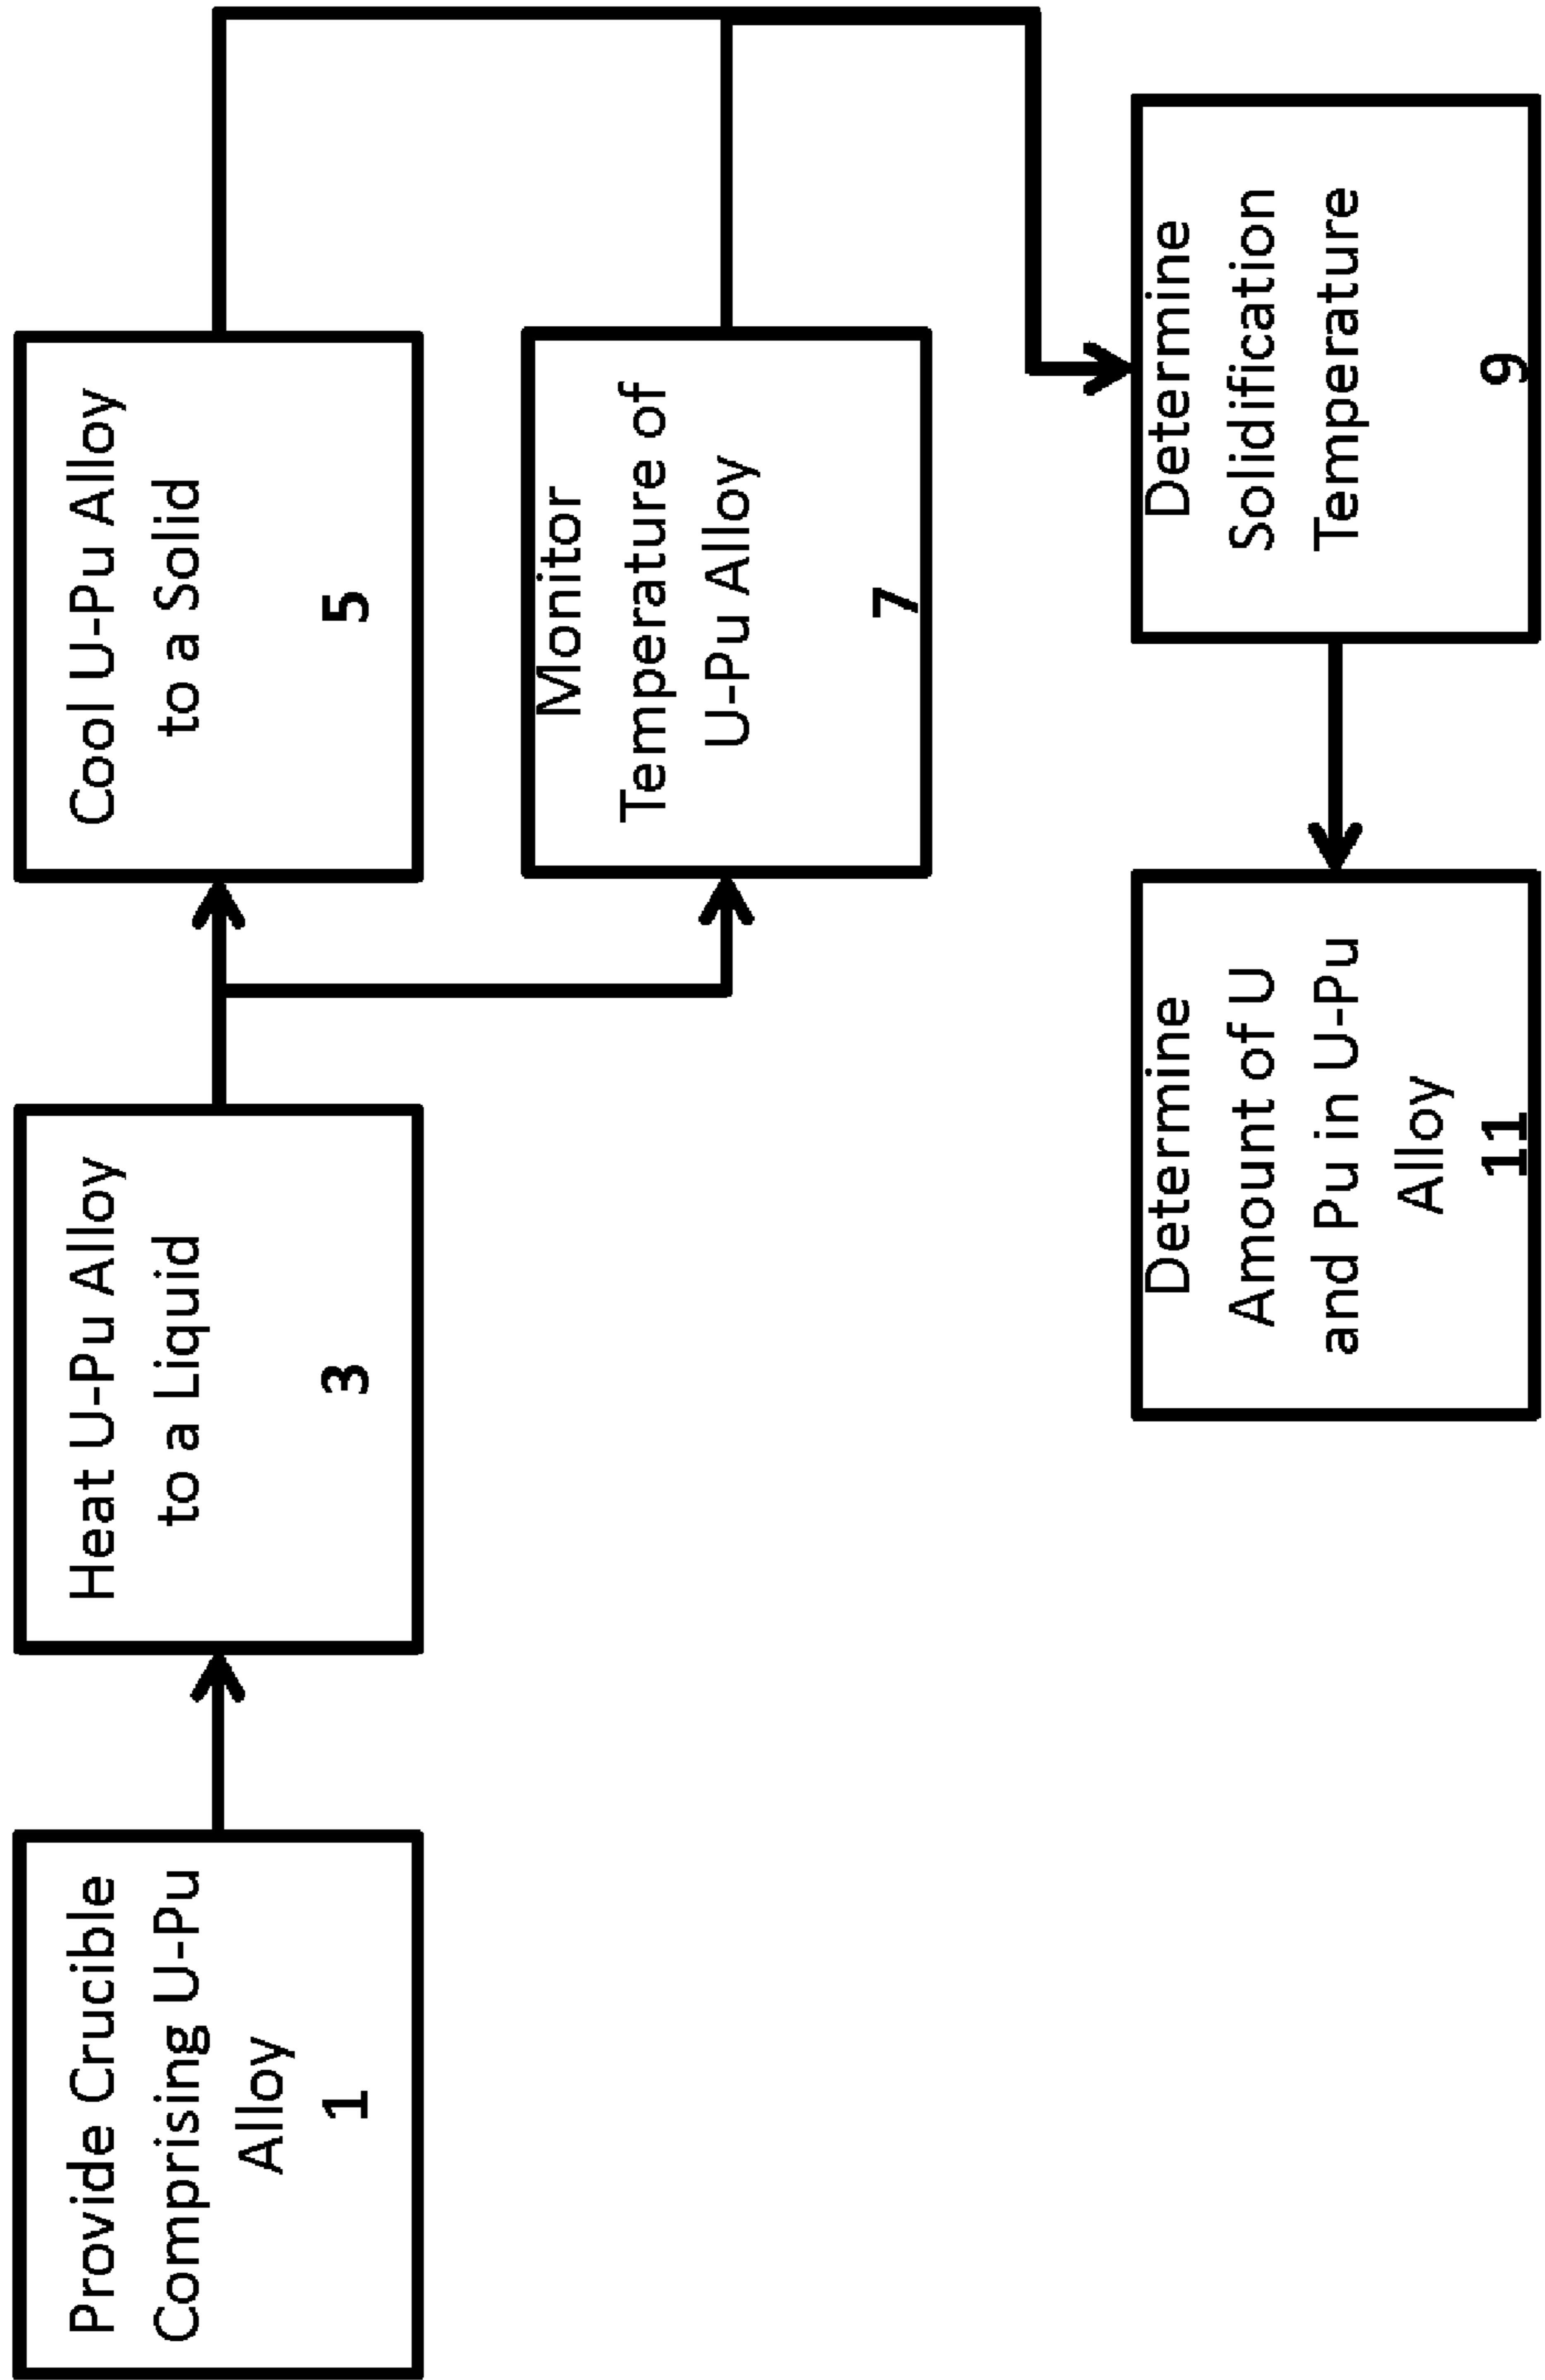 Provide Crucible
Comprising U-Pu
Alloy
1
Heat U-Pu Alloy
to a Liquid
3
Cool U-Pu Alloy
to a Solid
5
Monitor
Temperature of
U-Pu Alloy
7
Determine
Solidification
Temperature
9
Determine
Amount of U
and Pu in U-Pu
Alloy
11